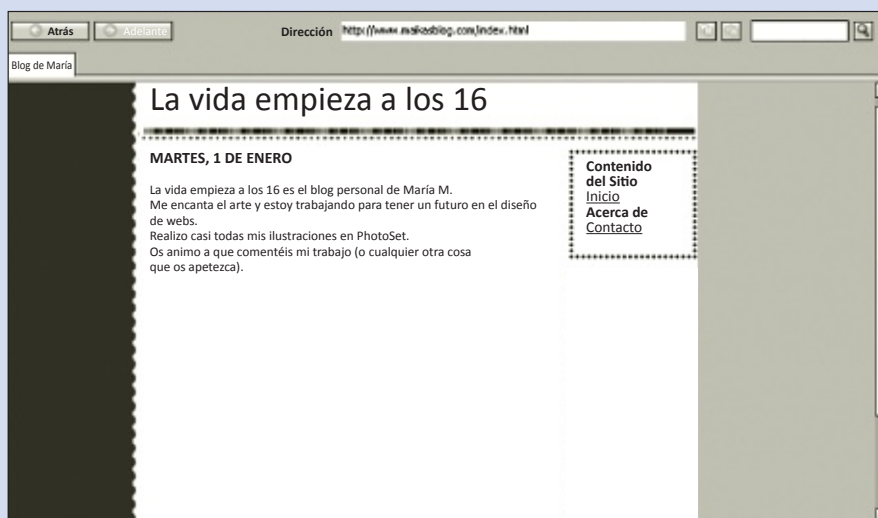 Atrás
Adelante
Dirección
http://www.maikasblog.com/index.html
Blog de María
La vida empieza a los 16
MARTES, 1 DE ENERO
La vida empieza a los 16 es el blog personal de María M.
Me encanta el arte y estoy trabajando para tener un futuro en el diseño
de webs.
Realizo casi todas mis ilustraciones en PhotoSet.
Os animo a que comentéis mi trabajo (o cualquier otra cosa
que os apetezca).
Contenido
del Sitio
Inicio
Acerca de
Contacto